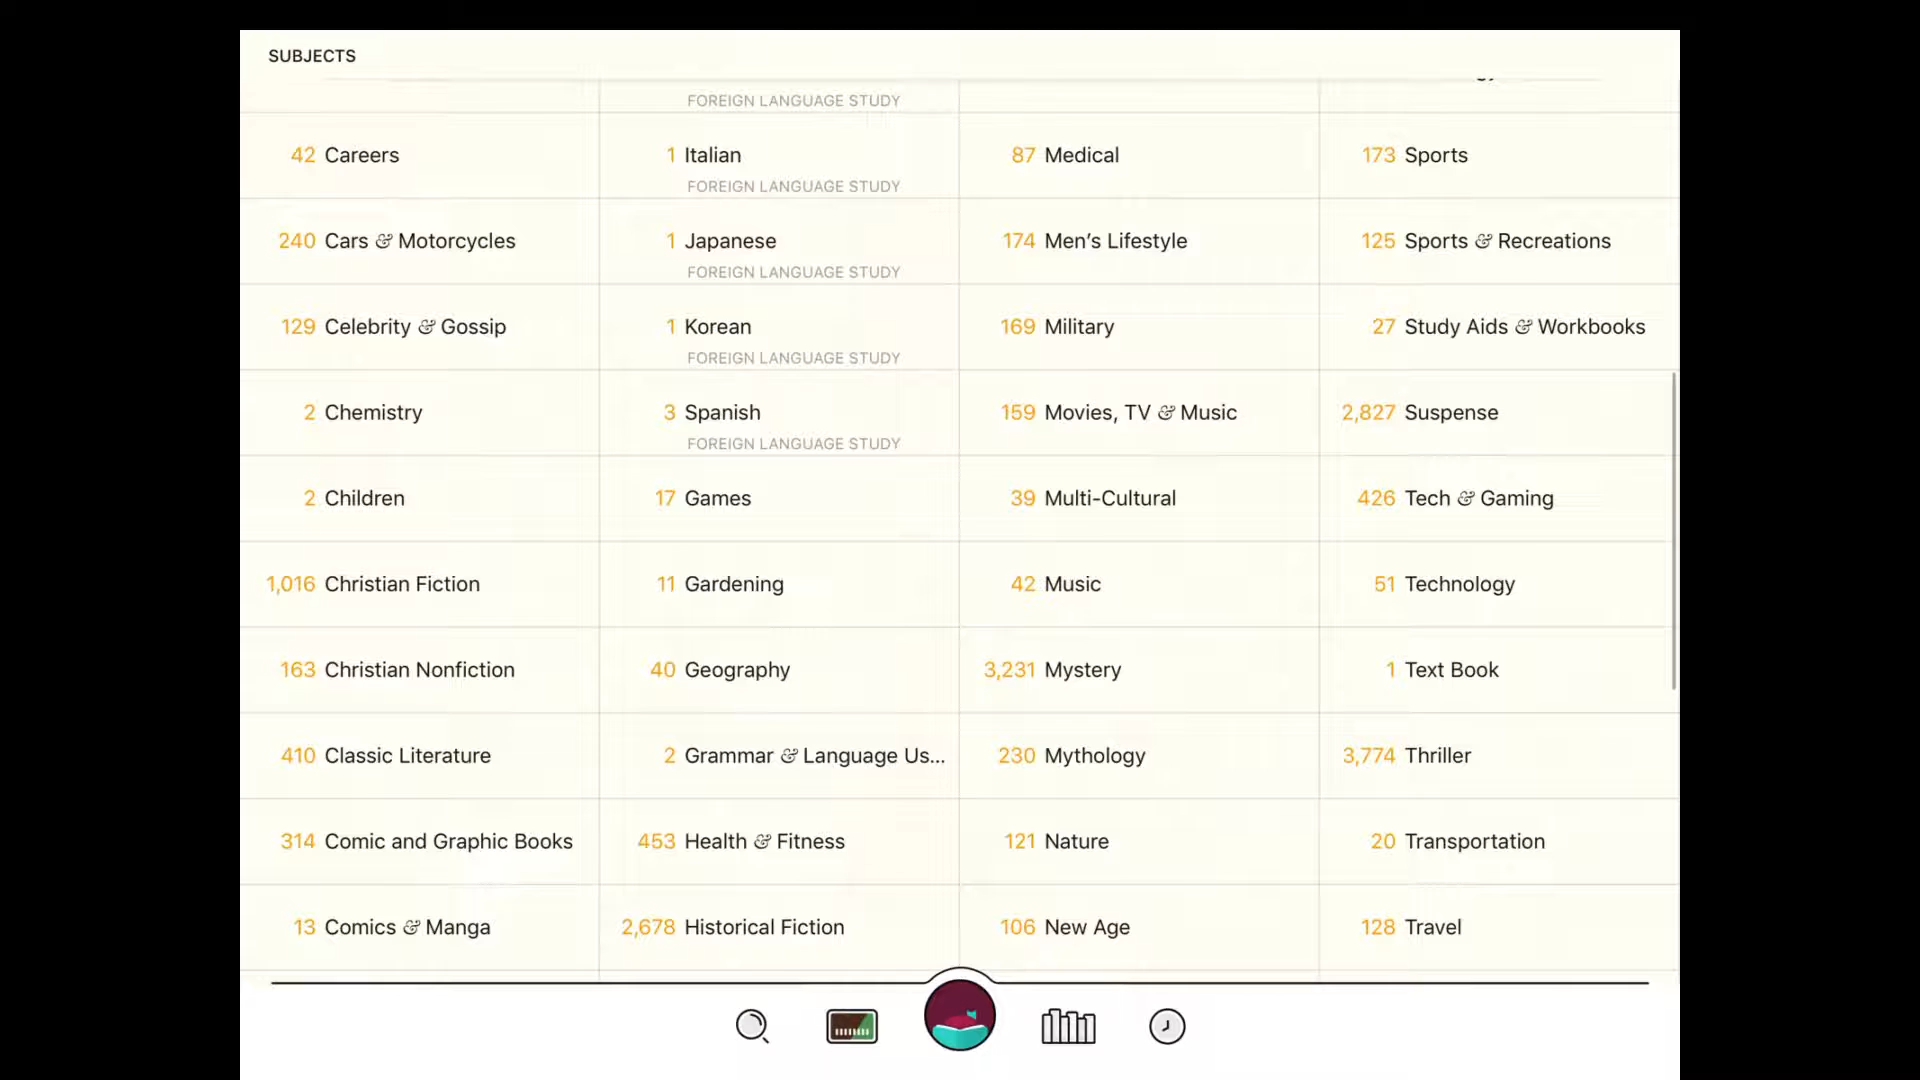 SUBJECTS
FOREIGN LANGUAGE STUDY
42 Careers
1 Italian
FOREIGN LANGUAGE STUDY
87 Medical
173 Sports
240 Cars & Motorcycles
1 Japanese
FOREIGN LANGUAGE STUDY
174 Men’s Lifestyle
125 Sports & Recreations
129 Celebrity & Gossip
1 Korean
FOREIGN LANGUAGE STUDY
169 Military
27 Study Aids & Workbooks
2 Chemistry
3 Spanish
FOREIGN LANGUAGE STUDY
159 Movies, TV & Music
2,827 Suspense
2 Children
17 Games
39 Multi-Cultural
426 Tech & Gaming
1,016 Christian Fiction
11 Gardening
42 Music
51 Technology
163 Christian Nonfiction
40 Geography
3,231 Mystery
1 Text Book
410 Classic Literature
2 Grammar & Language Us...
230 Mythology
3,774 Thriller
314 Comic and Graphic Books
453 Health & Fitness
121 Nature
20 Transportation
13 Comics & Manga
2,678 Historical Fiction
106 New Age
128 Travel